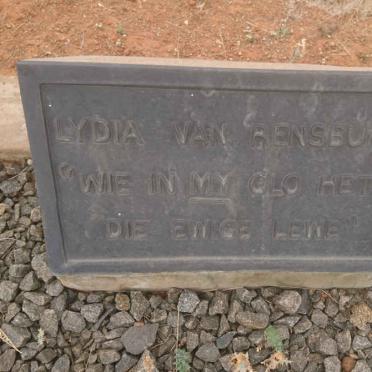 LYDIA VAN RENSBU
"WIE IN MY GLO HET
DIE EWIGE LEWE"